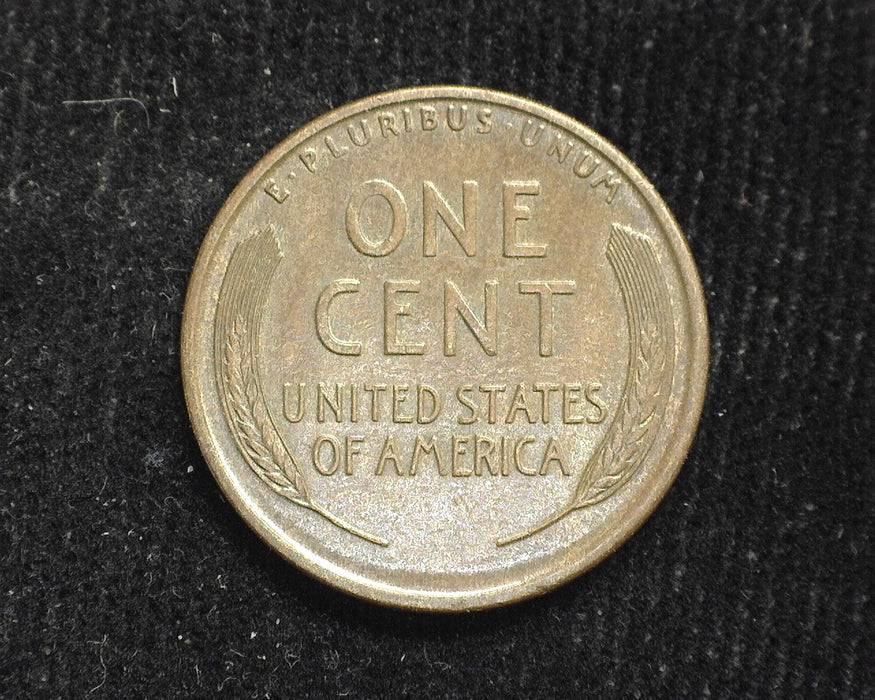 E·PLURIBUS·UNUM
ONE
CENT
UNITED STATES
OF AMERICA